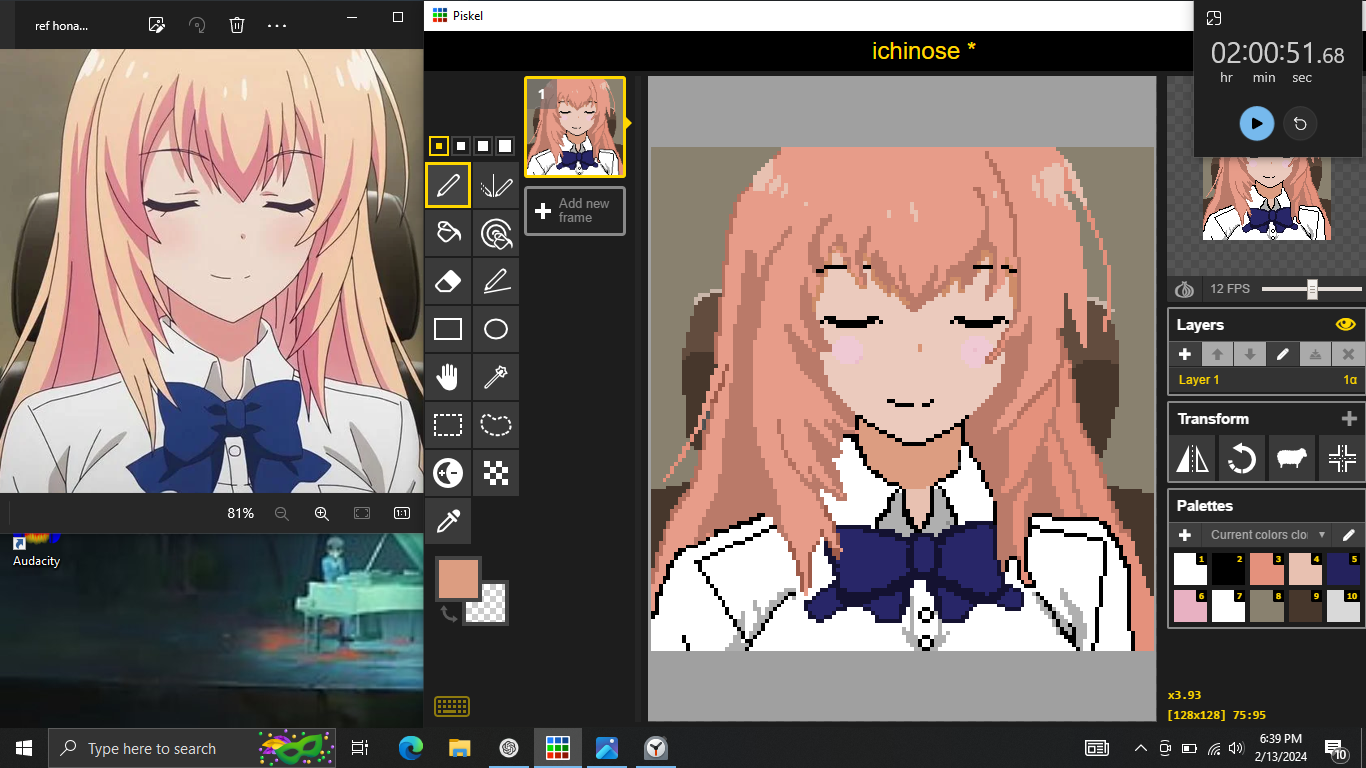 ref hona...
Piskel
ichinose *
02:00:51.68
hr min sec
1
Add new
frame
12 FPS
Layers
Layer 1
1α
Transform
Palettes
Current colors clo
1 2 3 4 5
6 7 8 9 10
81%
1:1
Audacity
x3.93
[128x128] 75:95
Type here to search
6:39 PM
2/13/2024
10